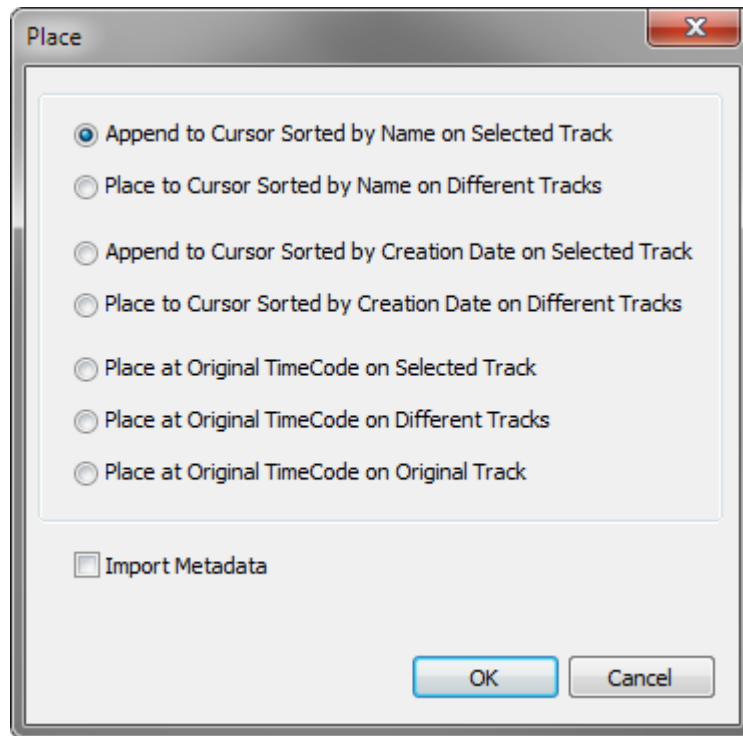 Place
Append to Cursor Sorted by Name on Selected Track
Place to Cursor Sorted by Name on Different Tracks
Append to Cursor Sorted by Creation Date on Selected Track
Place to Cursor Sorted by Creation Date on Different Tracks
Place at Original TimeCode on Selected Track
Place at Original TimeCode on Different Tracks
Place at Original TimeCode on Original Track
Import Metadata
OK Cancel